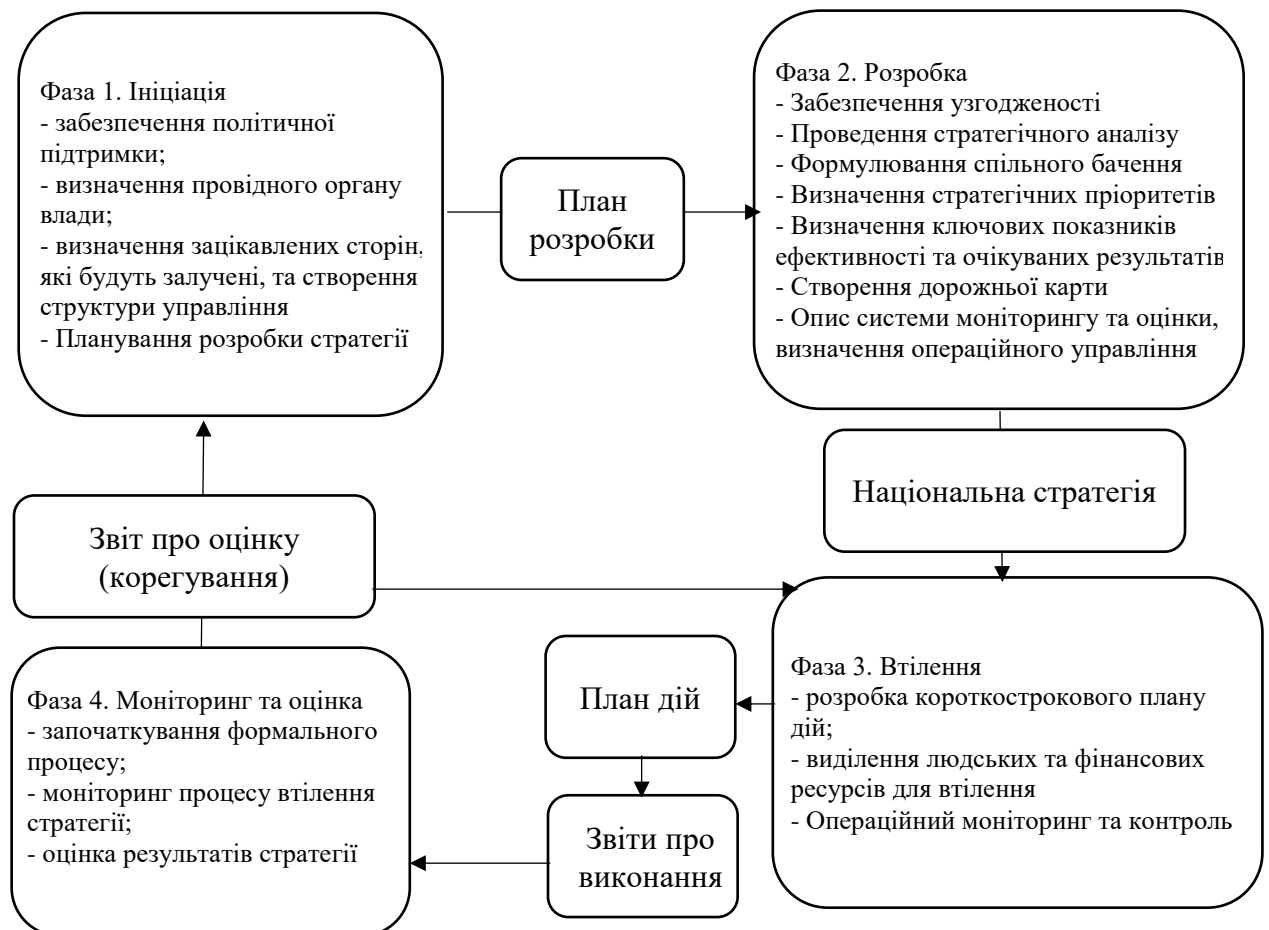 Фаза 1. Ініціація
- забезпечення політичної
підтримки;
- визначення провідного органу
влади;
- визначення зацікавлених сторін,
які будуть залучені, та створення
структури управління
- Планування розробки стратегії
План
розробки
Фаза 2. Розробка
- Забезпечення узгодженості
- Проведення стратегічного аналізу
- Формулювання спільного бачення
- Визначення стратегічних пріоритетів
- Визначення ключових показників
ефективності та очікуваних результатів
- Створення дорожньої карти
- Опис системи моніторингу та оцінки,
визначення операційного управління
Національна стратегія
Звіт про оцінку
(корегування)
Фаза 3. Втілення
- розробка короткострокового плану
дій;
- виділення людських та фінансових
ресурсів для втілення
- Операційний моніторинг та контроль
План дій
Звіти про
виконання
Фаза 4. Моніторинг та оцінка
- започаткування формального
процесу;
- моніторинг процесу втілення
стратегії;
- оцінка результатів стратегії